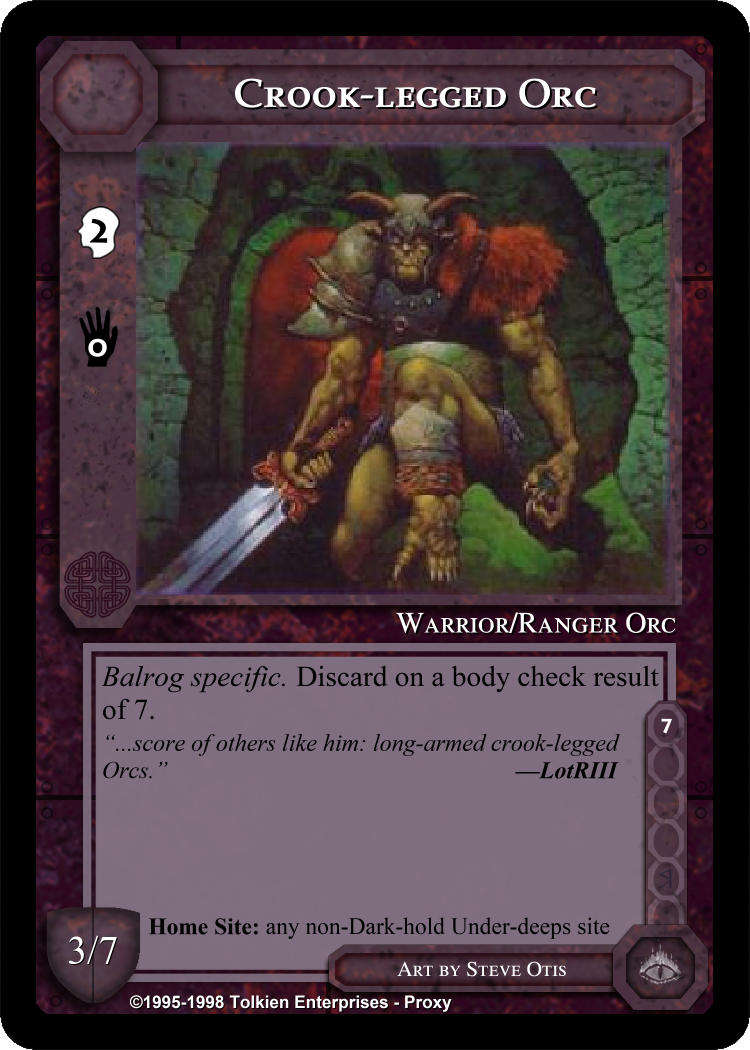 Crook-legged Orc
2
0
Warrior/Ranger Orc
Balrog specific. Discard on a body check result
of 7.
“...score of others like him: long-armed crook-legged
Orcs.” —LotRIII
7
Home Site: any non-Dark-hold Under-deeps site
3/7
Art by Steve Otis
©1995-1998 Tolkien Enterprises - Proxy